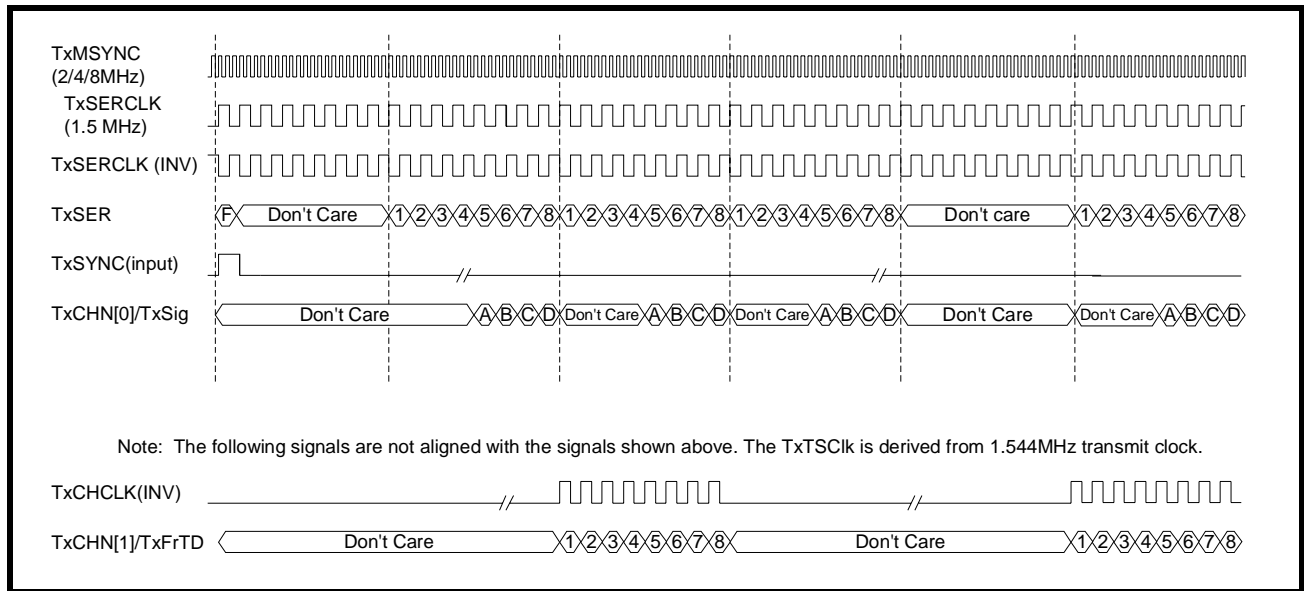 TxMSYNC
(2/4/8MHz)
TxSERCLK
(1.5 MHz)
TxSERCLK (INV)
TxSER F Don't Care 1 2 3 4 5 6 7 8 1 2 3 4 5 6 7 8 1 2 3 4 5 6 7 8 Don't care 1 2 3 4 5 6 7 8
TxSYNC(input)
TxCHN[0]/TxSig Don't Care A B C D Don't Care A B C D Don't Care A B C D Don't Care Don't Care A B C D
Note: The following signals are not aligned with the signals shown above. The TxTSClk is derived from 1.544MHz transmit clock.
TxCHCLK(INV)
TxCHN[1]/TxFrTD Don't Care 1 2 3 4 5 6 7 8 Don't Care 1 2 3 4 5 6 7 8